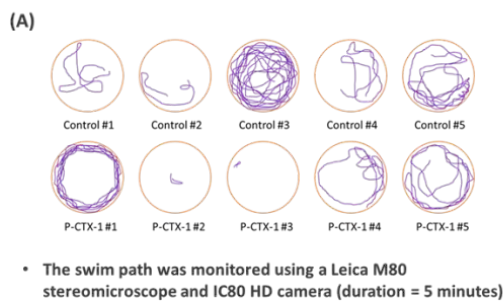 (A)
Control #1 Control #2 Control #3 Control #4 Control #5
P-CTX-1 #1 P-CTX-1 #2 P-CTX-1 #3 P-CTX-1 #4 P-CTX-1 #5
• The swim path was monitored using a Leica M80
stereomicroscope and IC80 HD camera (duration = 5 minutes)